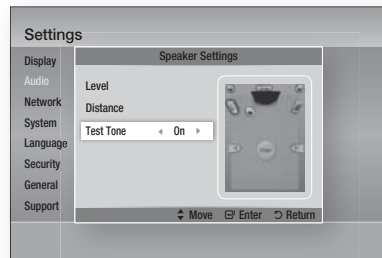 Settings
Display
Audio
Network
System
Language
Security
General
Support
Speaker Settings
Level
Distance
Test Tone ◂ On ▸
Move Enter Return